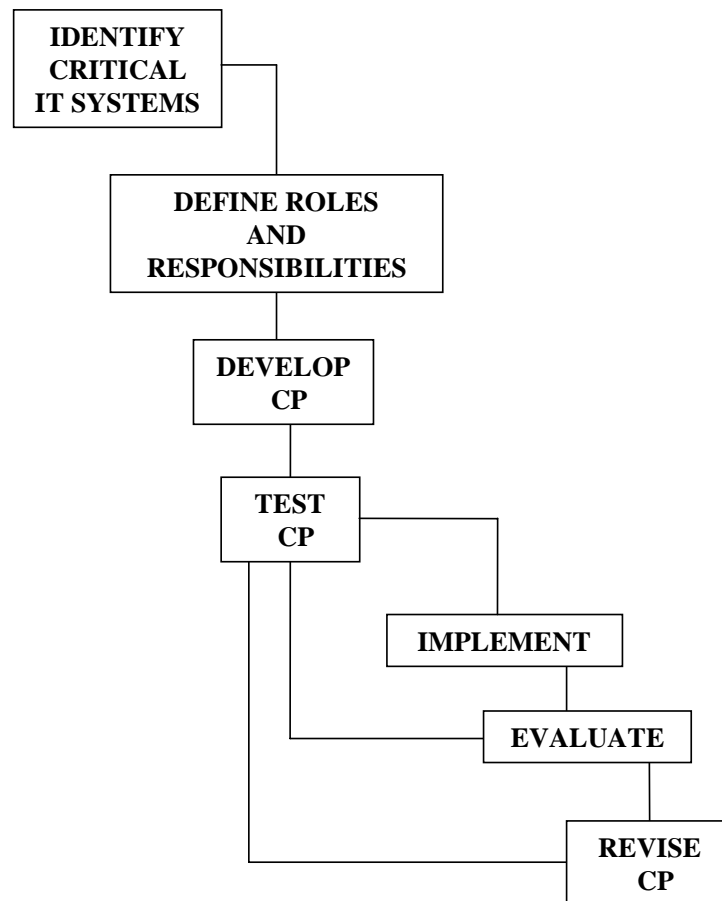 IDENTIFY
CRITICAL
IT SYSTEMS
DEFINE ROLES
AND
RESPONSIBILITIES
DEVELOP
CP
TEST
CP
IMPLEMENT
EVALUATE
REVISE
CP